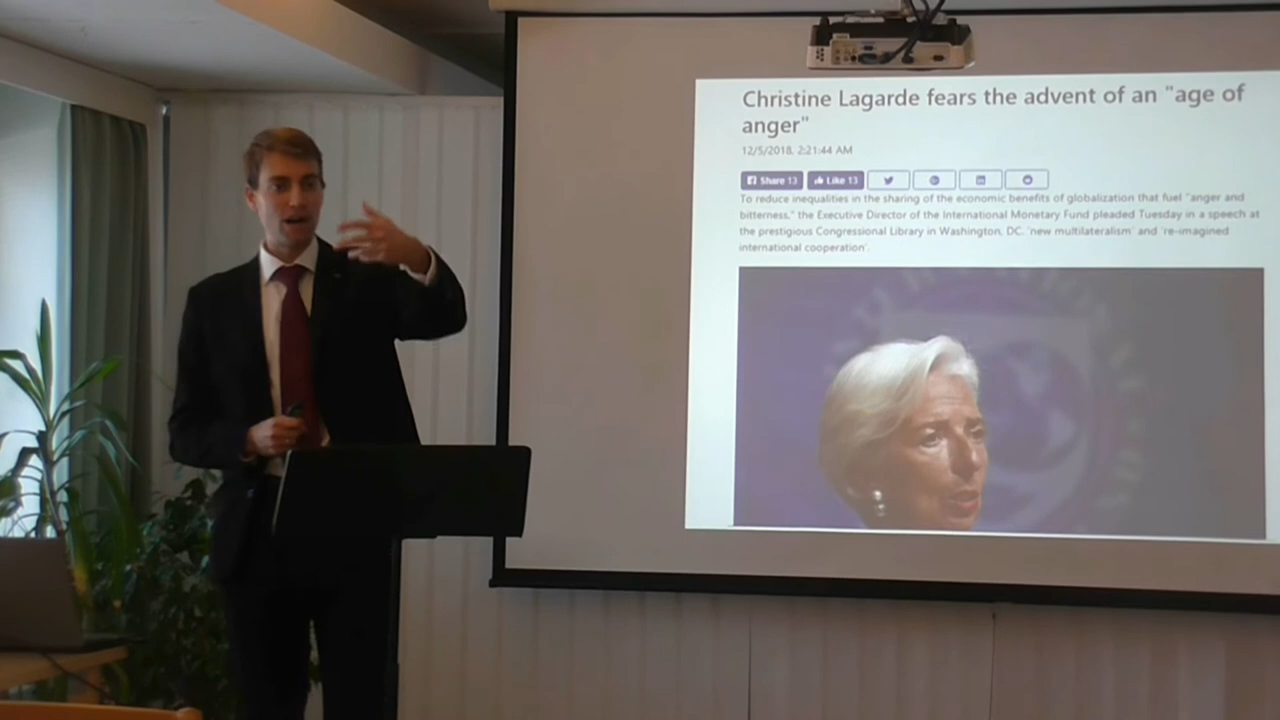 Christine Lagarde fears the advent of an "age of
anger"
12/5/2018, 2:21:44 AM
Share 13 Like 13
To reduce inequalities in the sharing of the economic benefits of globalization that fuel "anger and
bitterness," the Executive Director of the International Monetary Fund pleaded Tuesday in a speech at
the prestigious Congressional Library in Washington, DC. 'new multilateralism' and 're-imagined
international cooperation'.